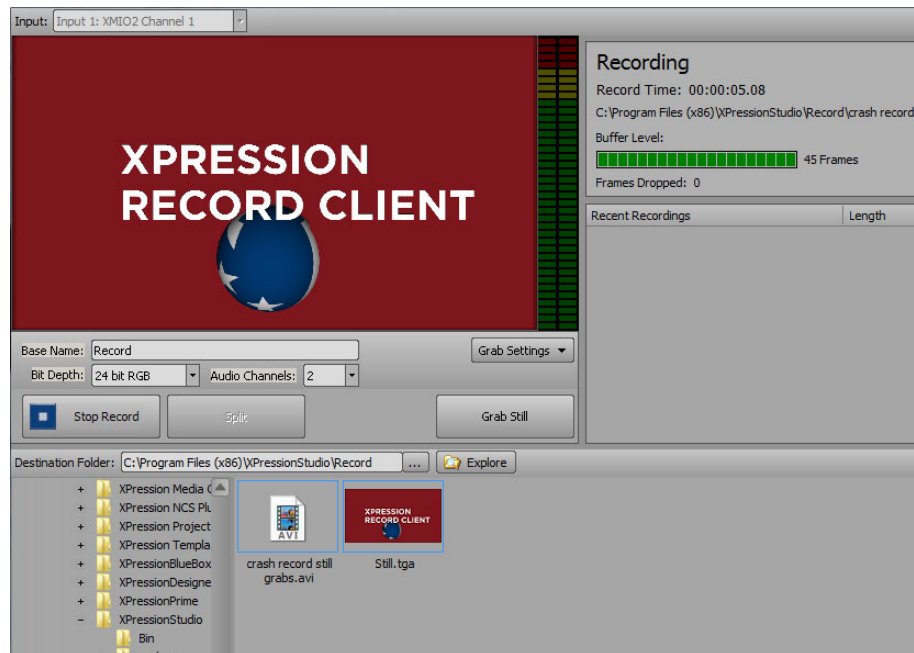 Input: Input 1: XMIO2 Channel 1
XPRESSION
RECORD CLIENT
Recording
Record Time: 00:00:05.08
C:\Program Files (x86)\XPressionStudio\Record\crash record
Buffer Level:
45 Frames
Frames Dropped: 0
Recent Recordings Length
Base Name: Record
Grab Settings
Bit Depth: 24 bit RGB Audio Channels: 2
Stop Record Split Grab Still
Destination Folder: C:\Program Files (x86)\XPressionStudio\Record ... Explore
+ XPression Media
+ XPression NCS
+ XPression Project
+ XPression Templa
+ XPressionBlueBox
+ XPressionDesigne
+ XPressionPrime
- XPressionStudio
Bin
AVI
crash record still
grabs.avi
XPRESSION
RECORD CLIENT
Still.tga